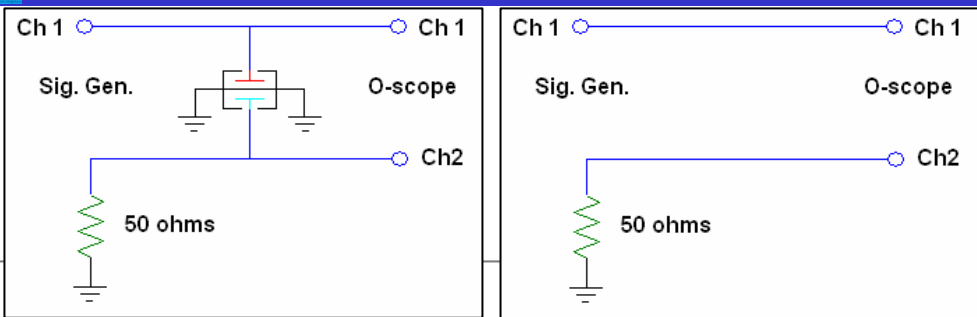 Ch 1 Ch 1
Sig. Gen. O-scope
Ch2
50 ohms
Ch 1 Ch 1
Sig. Gen. O-scope
Ch2
50 ohms